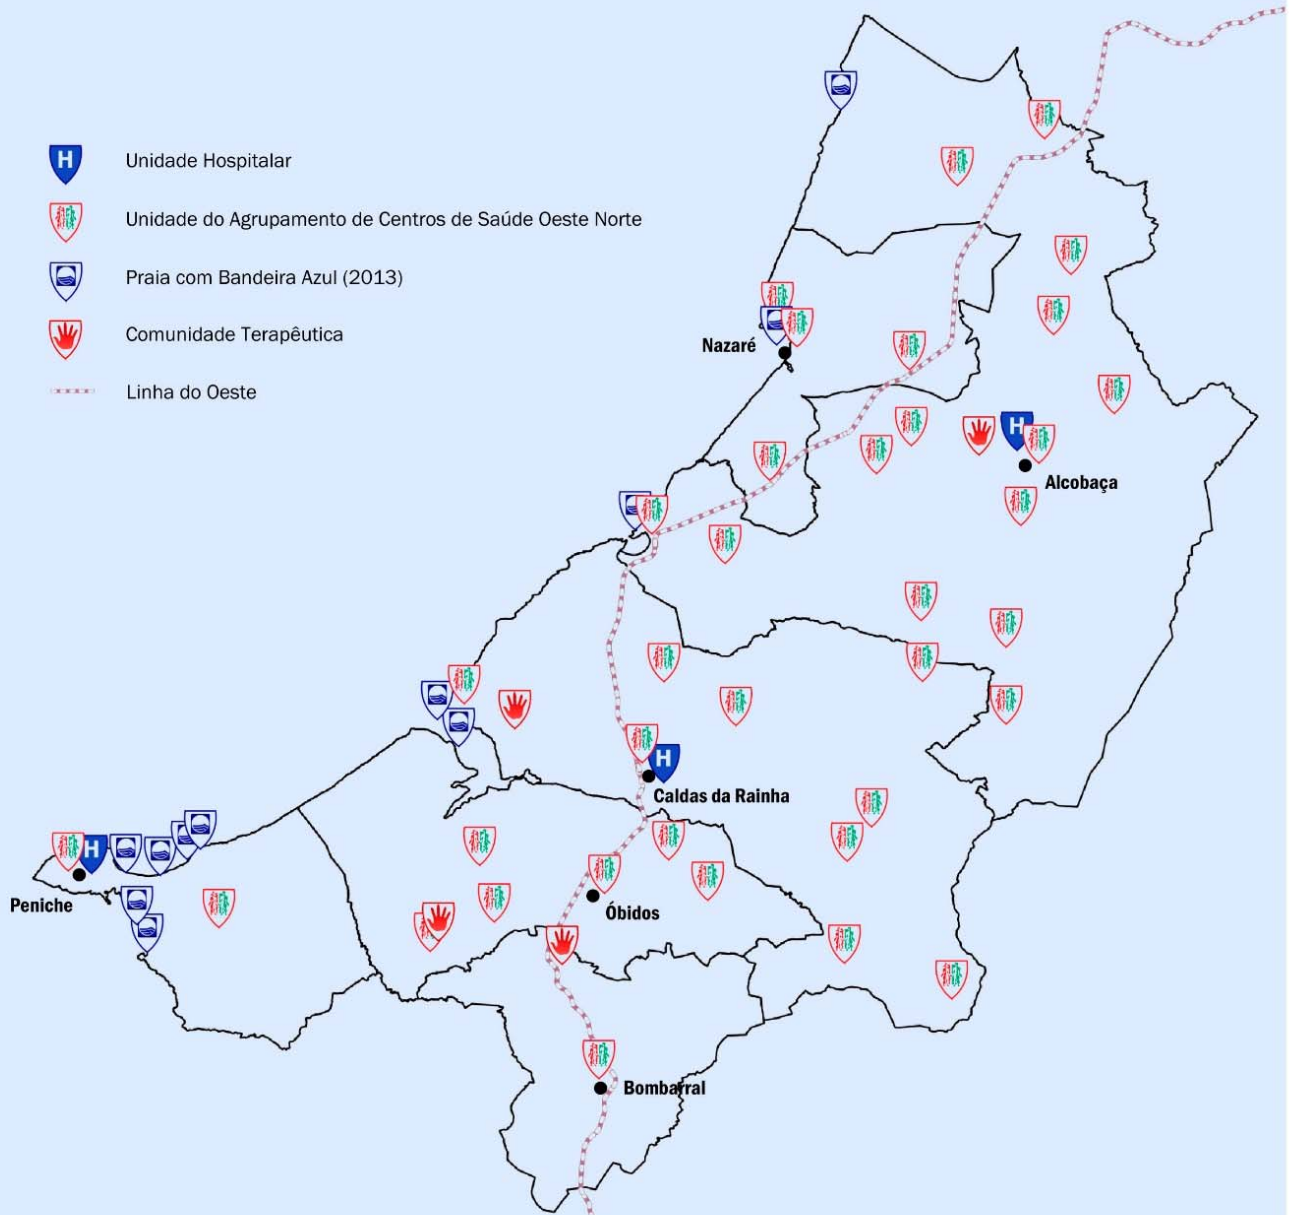 H Unidade Hospitalar
Unidade do Agrupamento de Centros de Saúde Oeste Norte
Praia com Bandeira Azul (2013)
Comunidade Terapêutica
Linha do Oeste
Nazaré
H
Alcobaça
H
Caldas da Rainha
H
Peniche
Óbidos
Bombarral